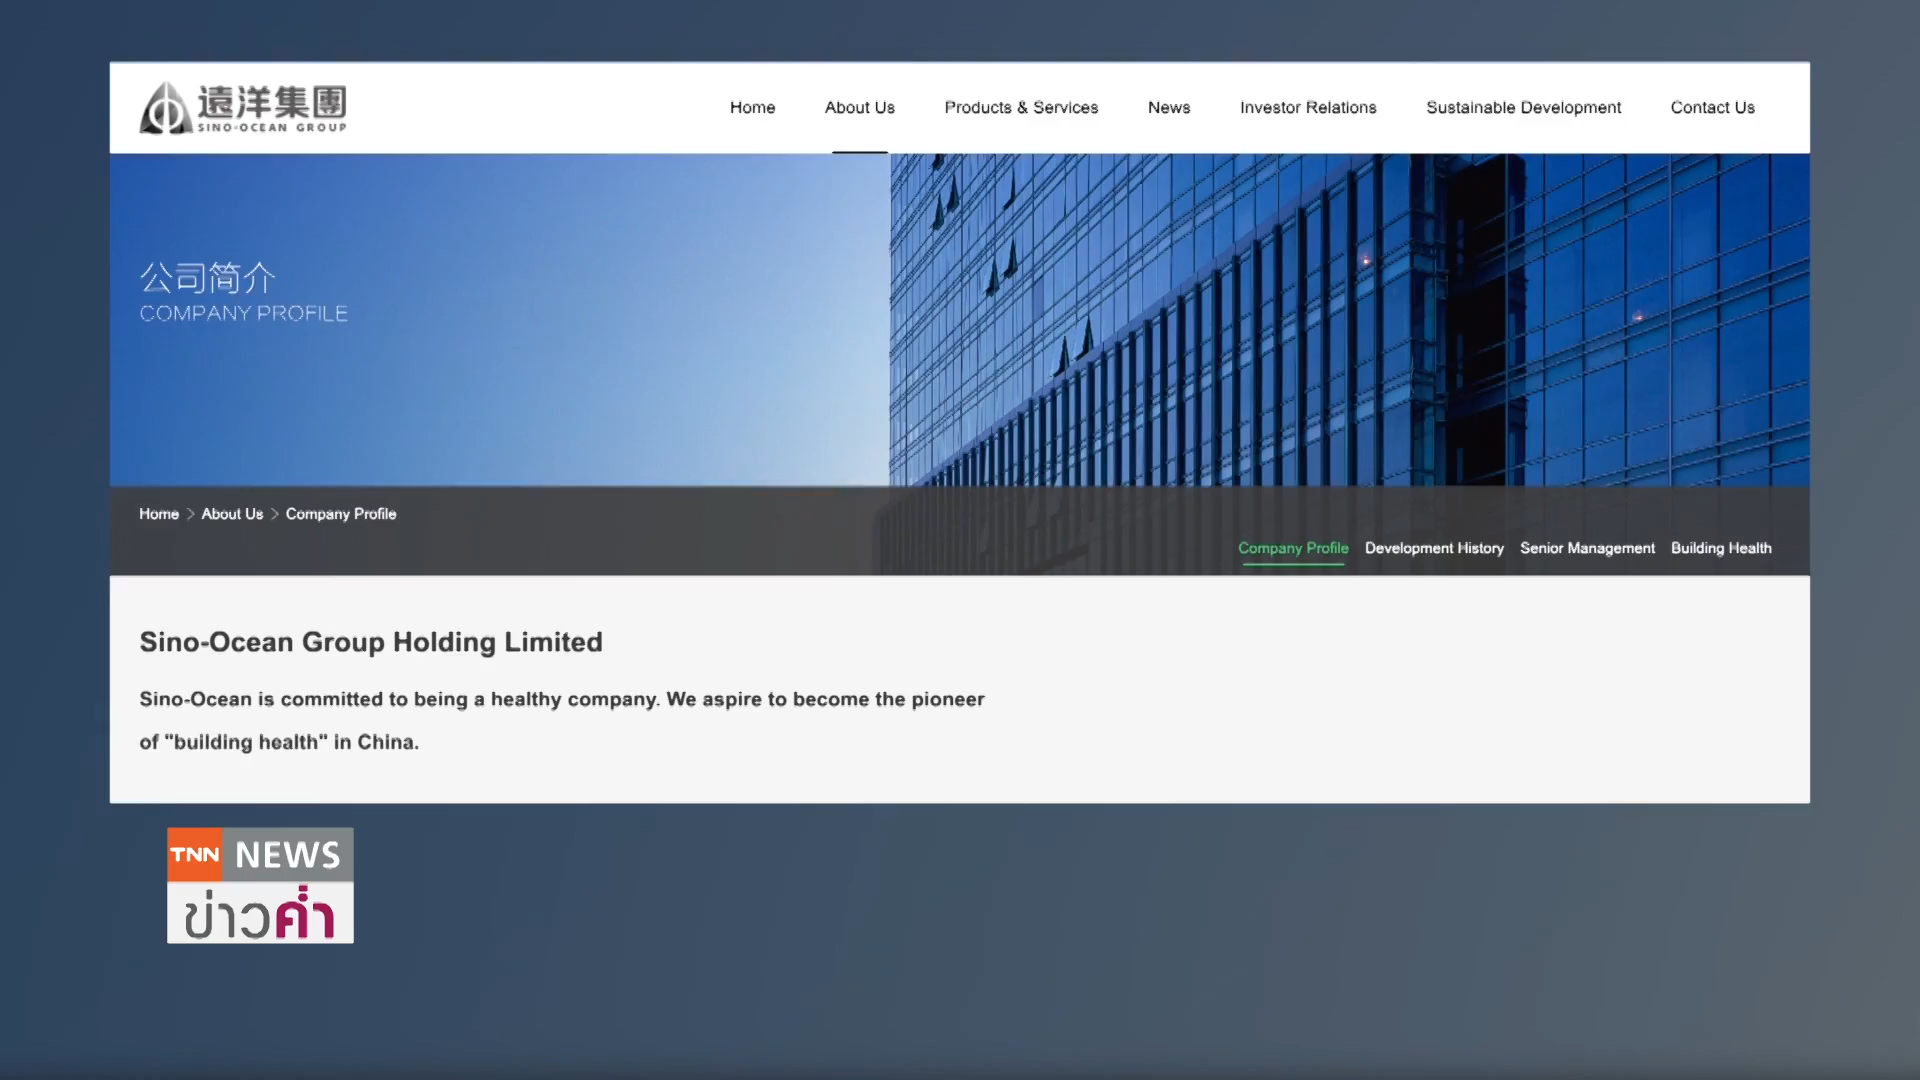 遠洋集團
SINO-OCEAN GROUP
Home About Us Products & Services News Investor Relations Sustainable Development Contact Us
公司简介
COMPANY PROFILE
Home > About Us > Company Profile
Company Profile Development History Senior Management Building Health
Sino-Ocean Group Holding Limited
Sino-Ocean is committed to being a healthy company. We aspire to become the pioneer
of "building health" in China.
TNN NEWS
ข่าวค่ำ